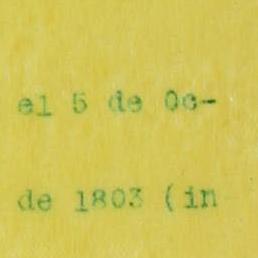 el 5 de Oc-
de 1803 (in